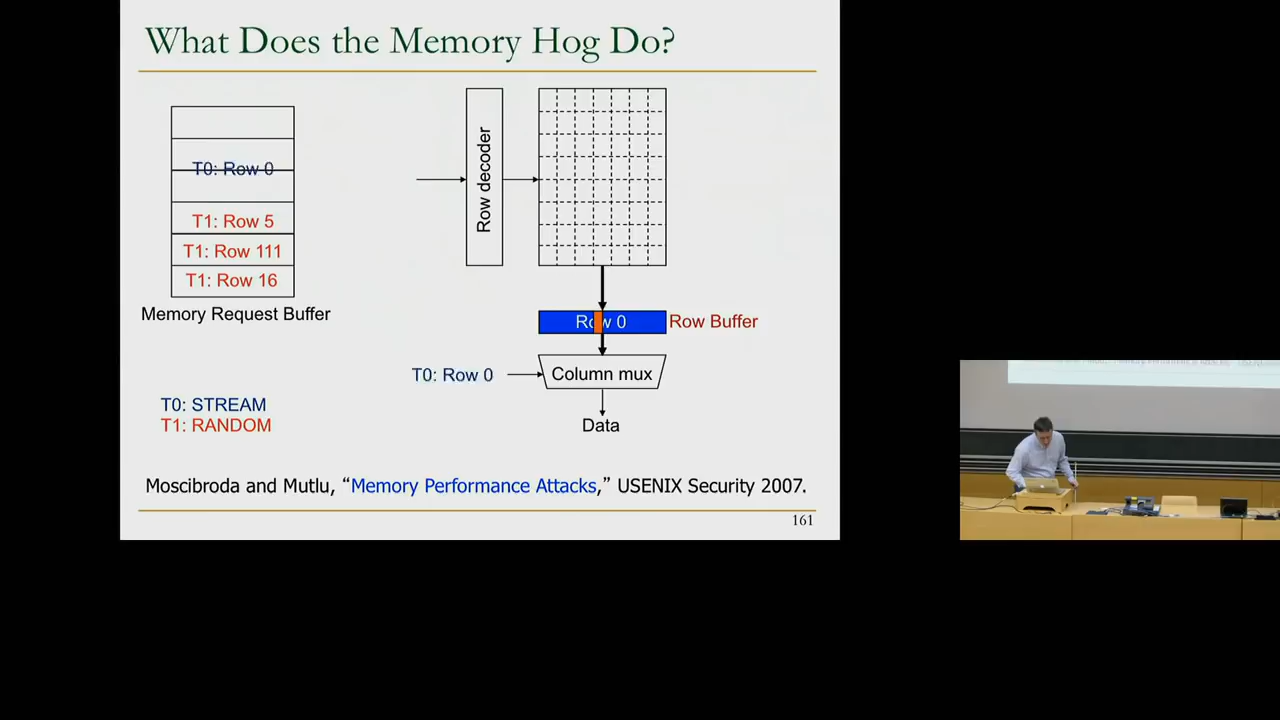 What Does the Memory Hog Do?
T0: Row 0
T1: Row 5
T1: Row 111
T1: Row 16
Memory Request Buffer
Row decoder
Row 0
Row Buffer
T0: Row 0
Column mux
Data
T0: STREAM
T1: RANDOM
Moscibroda and Mutlu, “Memory Performance Attacks,” USENIX Security 2007.
161